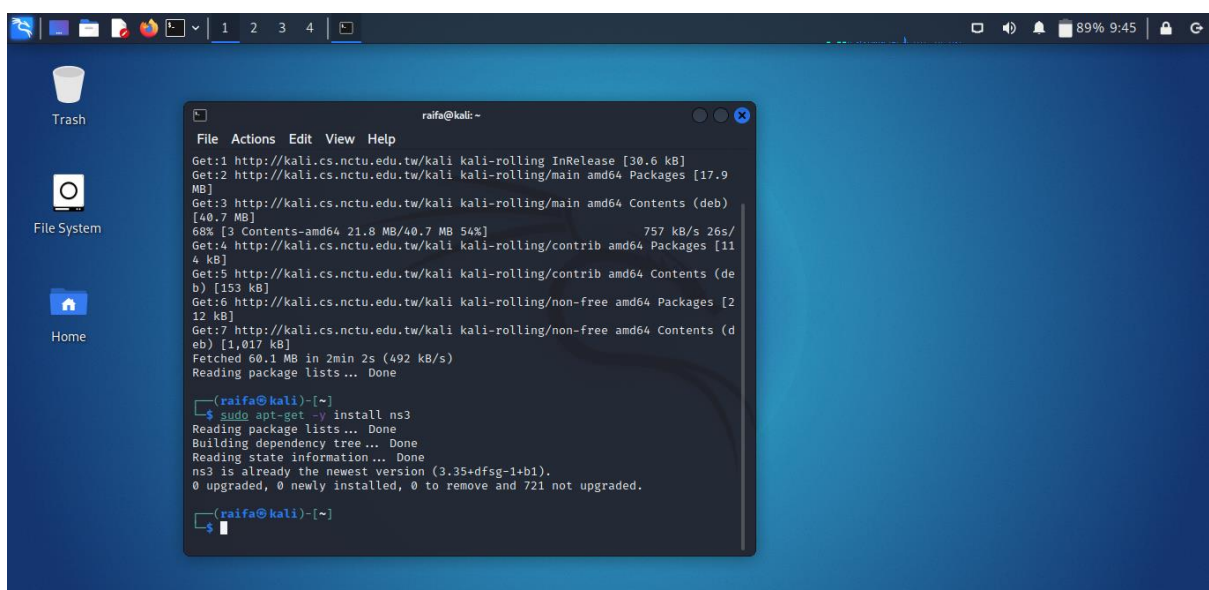 1 2 3 4
89% 9:45
Trash
File System
Home
raifa@kali: ~
File Actions Edit View Help
Get:1 http://kali.cs.nctu.edu.tw/kali kali-rolling InRelease [30.6 kB]
Get:2 http://kali.cs.nctu.edu.tw/kali kali-rolling/main amd64 Packages [17.9
MB]
Get:3 http://kali.cs.nctu.edu.tw/kali kali-rolling/main amd64 Contents (deb)
[40.7 MB]
68% [3 Contents-amd64 21.8 MB/40.7 MB 54%] 757 kB/s 26s/
Get:4 http://kali.cs.nctu.edu.tw/kali kali-rolling/contrib amd64 Packages [11
4 kB]
Get:5 http://kali.cs.nctu.edu.tw/kali kali-rolling/contrib amd64 Contents (de
b) [153 kB]
Get:6 http://kali.cs.nctu.edu.tw/kali kali-rolling/non-free amd64 Packages [2
12 kB]
Get:7 http://kali.cs.nctu.edu.tw/kali kali-rolling/non-free amd64 Contents (d
eb) [1,017 kB]
Fetched 60.1 MB in 2min 2s (492 kB/s)
Reading package lists... Done
┌──(raifa㉿kali)-[~]
└─$ sudo apt-get -y install ns3
Reading package lists... Done
Building dependency tree... Done
Reading state information... Done
ns3 is already the newest version (3.35+dfsg-1+b1).
0 upgraded, 0 newly installed, 0 to remove and 721 not upgraded.
┌──(raifa㉿kali)-[~]
└─$